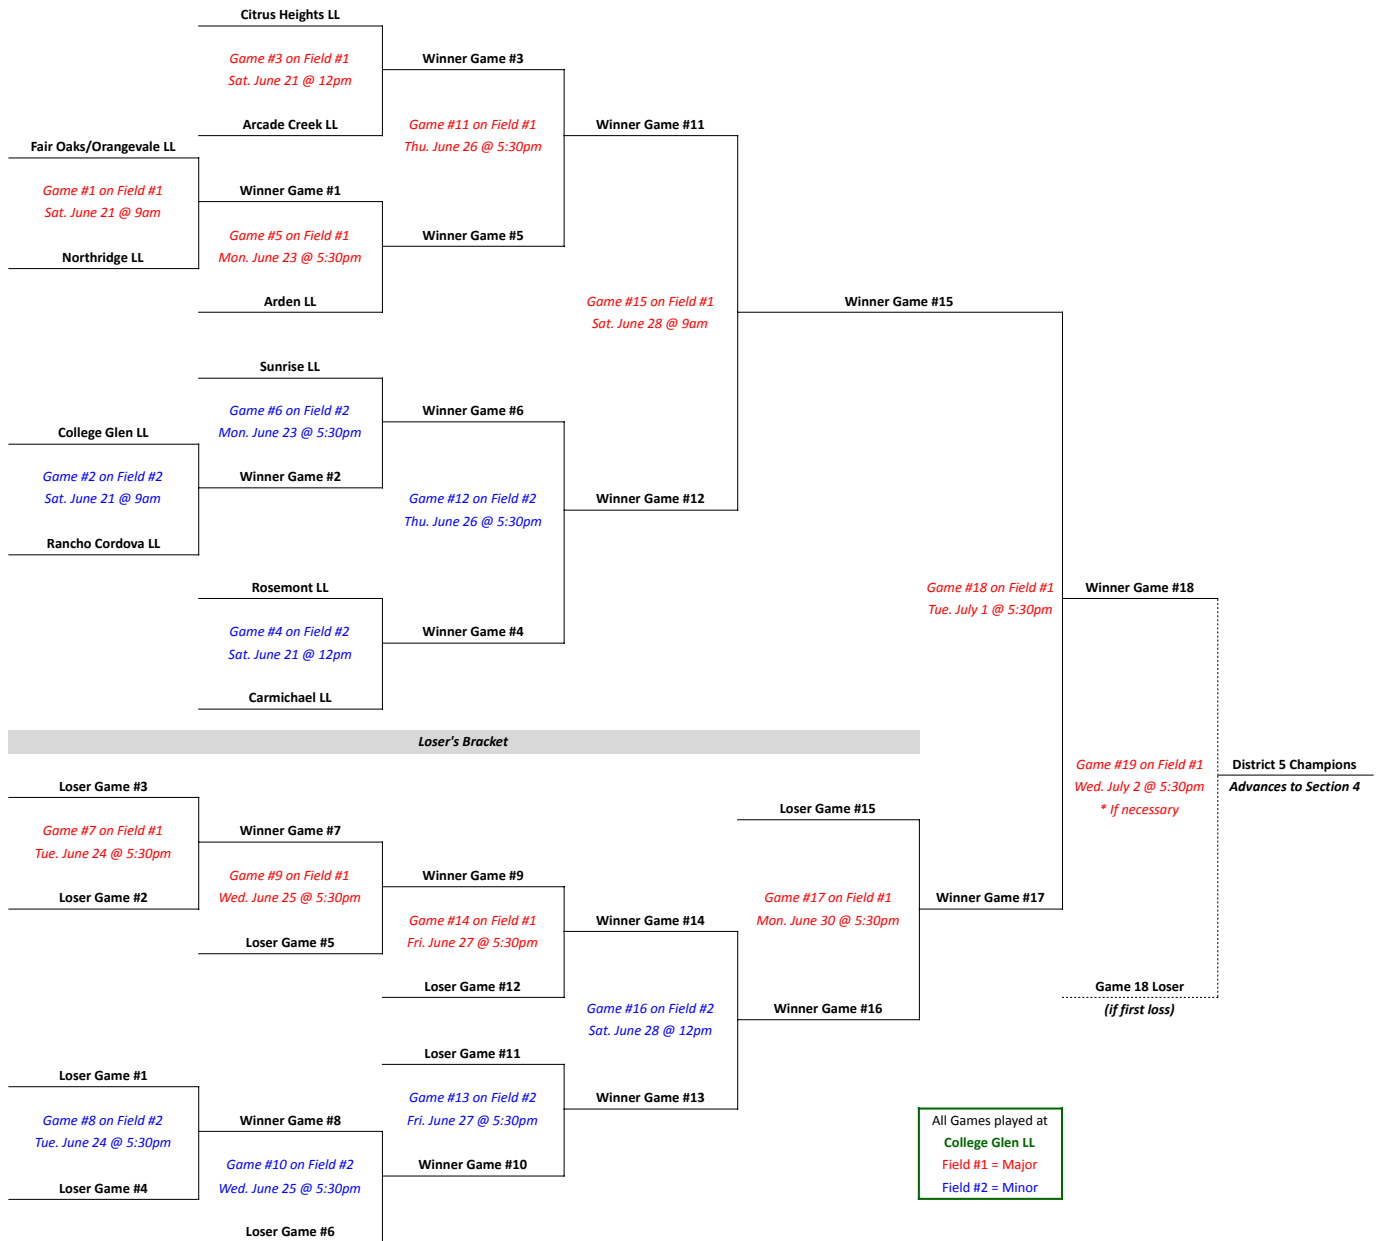 Citrus Heights LL
Game #3 on Field #1
Sat. June 21 @ 12pm
Arcade Creek LL
Winner Game #3
Fair Oaks/Orangevale LL
Game #1 on Field #1
Sat. June 21 @ 9am
Northridge LL
Winner Game #1
Game #5 on Field #1
Mon. June 23 @ 5:30pm
Arden LL
Winner Game #5
Game #11 on Field #1
Thu. June 26 @ 5:30pm
Winner Game #11
Sunrise LL
Game #6 on Field #2
Mon. June 23 @ 5:30pm
Winner Game #2
Winner Game #6
College Glen LL
Game #2 on Field #2
Sat. June 21 @ 9am
Rancho Cordova LL
Game #12 on Field #2
Thu. June 26 @ 5:30pm
Winner Game #12
Rosemont LL
Game #4 on Field #2
Sat. June 21 @ 12pm
Carmichael LL
Winner Game #4
Game #15 on Field #1
Sat. June 28 @ 9am
Winner Game #15
Game #18 on Field #1
Tue. July 1 @ 5:30pm
Winner Game #18
Loser's Bracket
Game #19 on Field #1
Wed. July 2 @ 5:30pm
* If necessary
District 5 Champions
Advances to Section 4
Loser Game #3
Game #7 on Field #1
Tue. June 24 @ 5:30pm
Loser Game #2
Winner Game #7
Game #9 on Field #1
Wed. June 25 @ 5:30pm
Loser Game #5
Winner Game #9
Game #14 on Field #1
Fri. June 27 @ 5:30pm
Loser Game #12
Winner Game #14
Game #16 on Field #2
Sat. June 28 @ 12pm
Loser Game #15
Game #17 on Field #1
Mon. June 30 @ 5:30pm
Winner Game #16
Winner Game #17
Game 18 Loser
(if first loss)
Loser Game #1
Game #8 on Field #2
Tue. June 24 @ 5:30pm
Loser Game #4
Winner Game #8
Game #10 on Field #2
Wed. June 25 @ 5:30pm
Loser Game #6
Loser Game #11
Game #13 on Field #2
Fri. June 27 @ 5:30pm
Winner Game #10
Winner Game #13
All Games played at
College Glen LL
Field #1 = Major
Field #2 = Minor